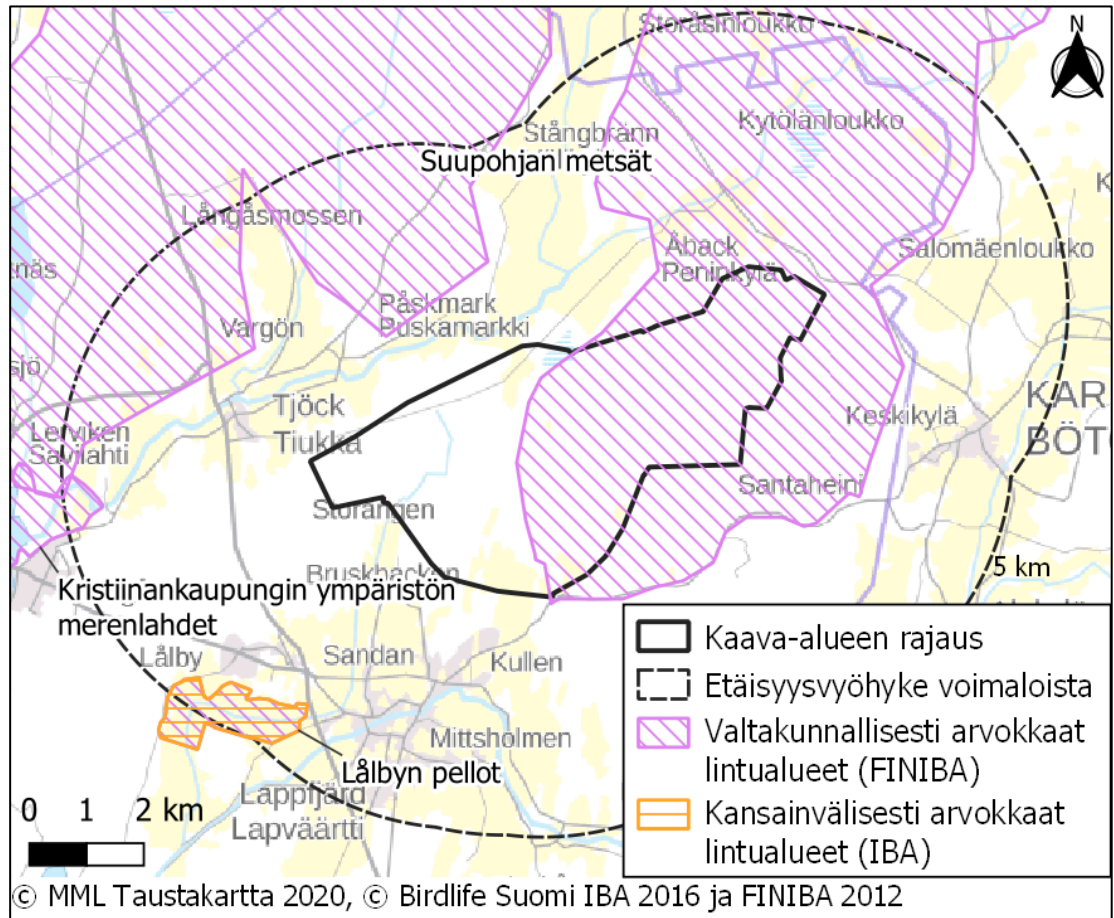 Storåsinloukko
N
Kytölänloukko
Stångbränn
Suupohjan metsät
Långåsmossen
Åback
Peninkylä
Salomäenloukko
Påskmark
Puskamarkki
Vargön
Tjöck
Tiukka
Keskikylä
KAR
BÖT
Lerviken
Savilahti
Santaheini
Storängen
5 km
Bruskbacken
Kristiinankaupungin ympäristön
merenlahdet
Lålby
Sandan
Kullen
Mittsholmen
Lålbyn pellot
Lappfjärd
Lapväärtti
0 1 2 km
Kaava-alueen rajaus
Etäisyysvyöhyke voimaloista
Valtakunnallisesti arvokkaat
lintualueet (FINIBA)
Kansainvälisesti arvokkaat
lintualueet (IBA)
© MML Taustakartta 2020, © Birdlife Suomi IBA 2016 ja FINIBA 2012